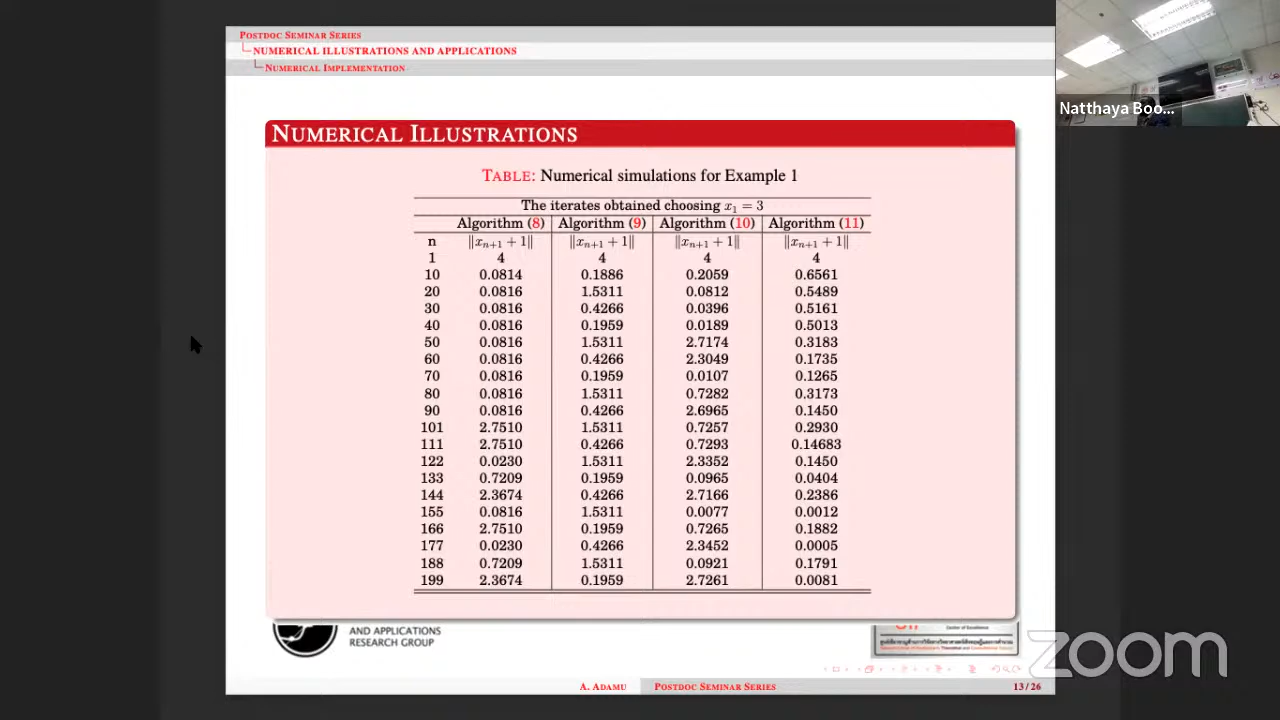 POSTDOC SEMINAR SERIES
NUMERICAL ILLUSTRATIONS AND APPLICATIONS
NUMERICAL IMPLEMENTATION
Natthaya Boo...
NUMERICAL ILLUSTRATIONS
TABLE: Numerical simulations for Example 1
The iterates obtained choosing x₁ = 3
Algorithm (8) Algorithm (9) Algorithm (10) Algorithm (11)
n ‖xₙ₊₁ + 1‖ ‖xₙ₊₁ + 1‖ ‖xₙ₊₁ + 1‖ ‖xₙ₊₁ + 1‖
1 4 4 4 4
10 0.0814 0.1886 0.2059 0.6561
20 0.0816 1.5311 0.0812 0.5489
30 0.0816 0.4266 0.0396 0.5161
40 0.0816 0.1959 0.0189 0.5013
50 0.0816 1.5311 2.7174 0.3183
60 0.0816 0.4266 2.3049 0.1735
70 0.0816 0.1959 0.0107 0.1265
80 0.0816 1.5311 0.7282 0.3173
90 0.0816 0.4266 2.6965 0.1450
101 2.7510 1.5311 0.7257 0.2930
111 2.7510 0.4266 0.7293 0.14683
122 0.0230 1.5311 2.3352 0.1450
133 0.7209 0.1959 0.0965 0.0404
144 2.3674 0.4266 2.7166 0.2386
155 0.0816 1.5311 0.0077 0.0012
166 2.7510 0.1959 0.7265 0.1882
177 0.0230 0.4266 2.3452 0.0005
188 0.7209 1.5311 0.0921 0.1791
199 2.3674 0.1959 2.7261 0.0081
AND APPLICATIONS
RESEARCH GROUP
Center of Excellence
zoom
A. ADAMU POSTDOC SEMINAR SERIES 13/26